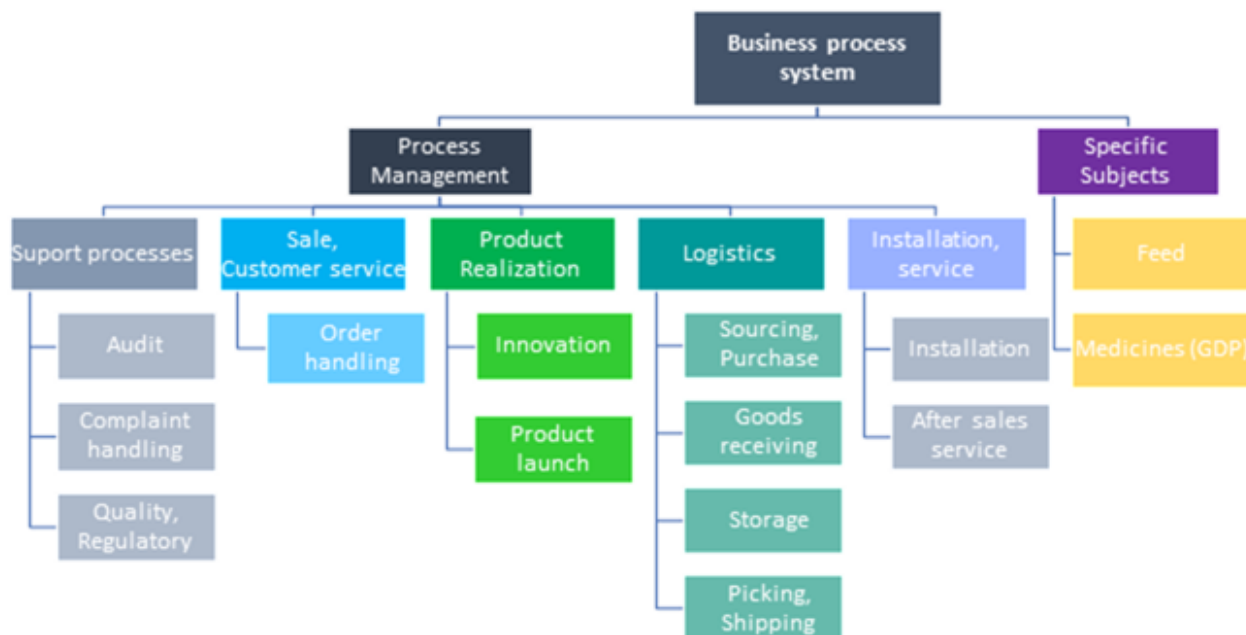 Business process
system
Process
Management
Specific
Subjects
Suport processes
Sale,
Customer service
Product
Realization
Logistics
Installation,
service
Feed
Audit
Order
handling
Innovation
Sourcing,
Purchase
Installation
Medicines (GDP)
Complaint
handling
Product
launch
Goods
receiving
After sales
service
Quality,
Regulatory
Storage
Picking,
Shipping